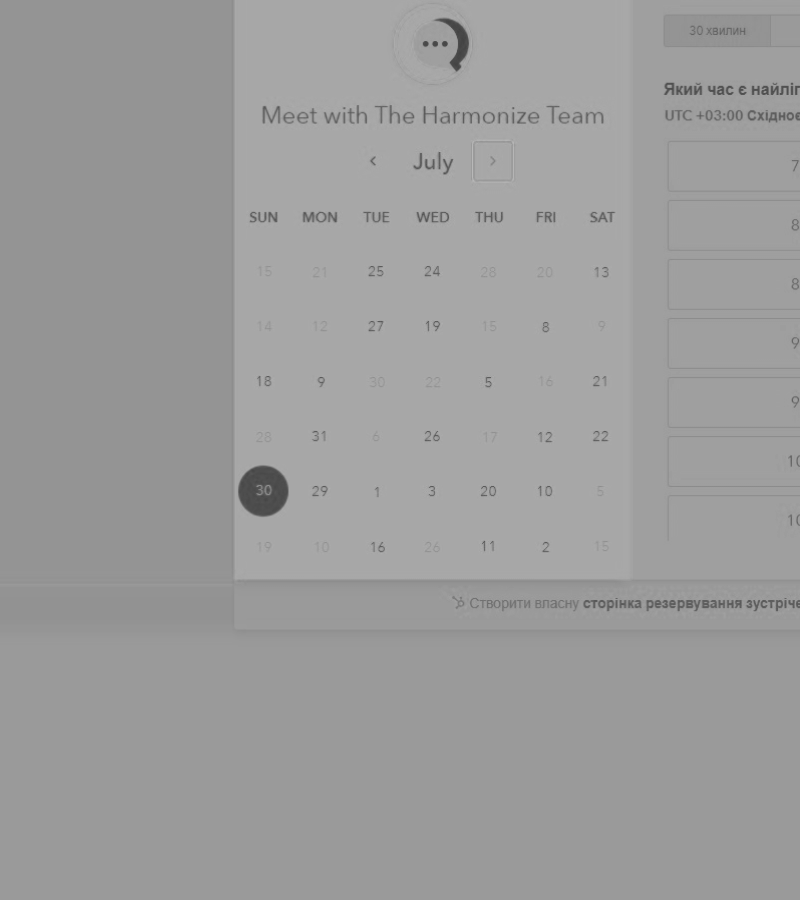 30 хвилин
Який час є найліп
UTC +03:00 Східноє
Meet with The Harmonize Team
July
SUN MON TUE WED THU FRI SAT
15 21 25 24 28 20 13
14 12 27 19 15 8 9
18 9 30 22 5 16 21
28 31 6 26 17 12 22
30 29 1 3 20 10 5
19 10 16 26 11 2 15
7
8
8
9
9
10
10
Створити власну сторінка резервування зустріче